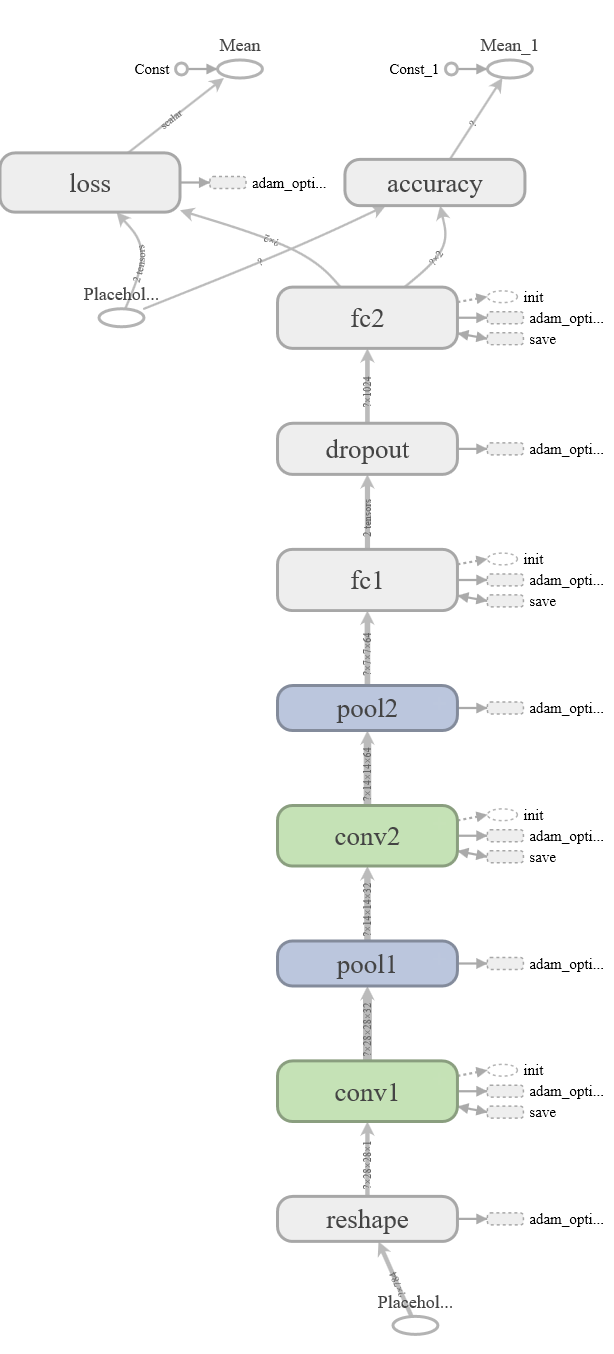 Mean
Mean_1
Const
Const_1
scalar
?
loss
adam_opti...
accuracy
2 tensors
?×2
?
?×2
Placehol...
init
fc2
adam_opti...
save
?×1024
dropout
adam_opti...
2 tensors
init
fc1
adam_opti...
save
?×7×7×64
pool2
adam_opti...
?×14×14×64
init
conv2
adam_opti...
save
?×14×14×32
pool1
adam_opti...
?×28×28×32
init
conv1
adam_opti...
save
?×28×28×1
reshape
adam_opti...
?×784
Placehol...